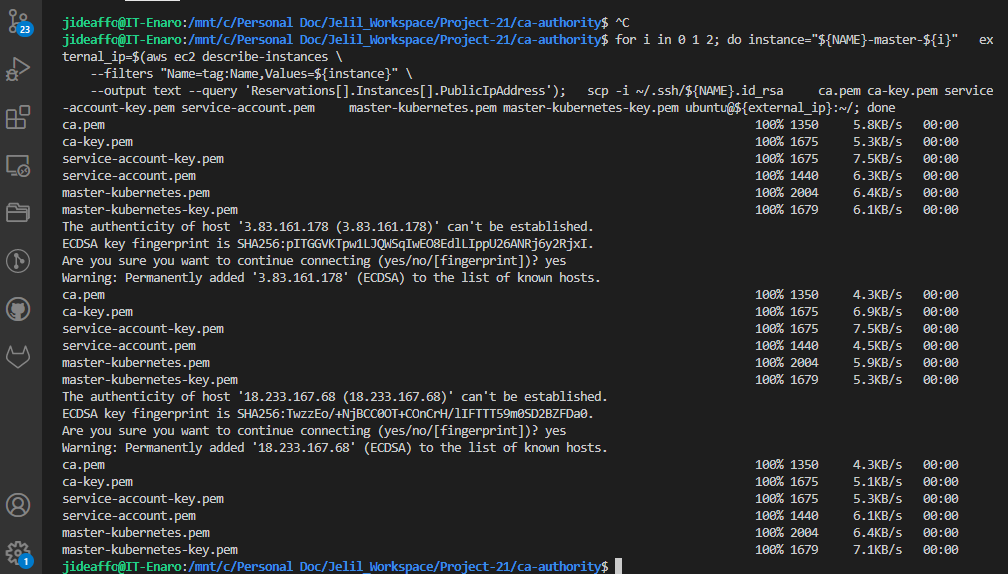 jideaffo@IT-Enaro:/mnt/c/Personal Doc/Jelil_Workspace/Project-21/ca-authority$ ^C
jideaffo@IT-Enaro:/mnt/c/Personal Doc/Jelil_Workspace/Project-21/ca-authority$ for i in 0 1 2; do instance="${NAME}-master-${i}"   ex
ternal_ip=$(aws ec2 describe-instances \
    --filters "Name=tag:Name,Values=${instance}" \
    --output text --query 'Reservations[].Instances[].PublicIpAddress');   scp -i ~/.ssh/${NAME}.id_rsa     ca.pem ca-key.pem service
-account-key.pem service-account.pem     master-kubernetes.pem master-kubernetes-key.pem ubuntu@${external_ip}:~/; done
ca.pem 100% 1350 5.8KB/s 00:00
ca-key.pem 100% 1675 5.3KB/s 00:00
service-account-key.pem 100% 1675 7.5KB/s 00:00
service-account.pem 100% 1440 6.3KB/s 00:00
master-kubernetes.pem 100% 2004 6.4KB/s 00:00
master-kubernetes-key.pem 100% 1679 6.1KB/s 00:00
The authenticity of host '3.83.161.178 (3.83.161.178)' can't be established.
ECDSA key fingerprint is SHA256:pITGGVKTpw1LJQWSqIwEO8EdlLIppU26ANRj6y2RjxI.
Are you sure you want to continue connecting (yes/no/[fingerprint])? yes
Warning: Permanently added '3.83.161.178' (ECDSA) to the list of known hosts.
ca.pem 100% 1350 4.3KB/s 00:00
ca-key.pem 100% 1675 6.9KB/s 00:00
service-account-key.pem 100% 1675 7.5KB/s 00:00
service-account.pem 100% 1440 4.5KB/s 00:00
master-kubernetes.pem 100% 2004 5.9KB/s 00:00
master-kubernetes-key.pem 100% 1679 5.3KB/s 00:00
The authenticity of host '18.233.167.68 (18.233.167.68)' can't be established.
ECDSA key fingerprint is SHA256:TwzzEo/+NjBCC0OT+COnCrH/lIFTTT59m0SD2BZFDa0.
Are you sure you want to continue connecting (yes/no/[fingerprint])? yes
Warning: Permanently added '18.233.167.68' (ECDSA) to the list of known hosts.
ca.pem 100% 1350 4.3KB/s 00:00
ca-key.pem 100% 1675 5.1KB/s 00:00
service-account-key.pem 100% 1675 5.3KB/s 00:00
service-account.pem 100% 1440 6.1KB/s 00:00
master-kubernetes.pem 100% 2004 6.4KB/s 00:00
master-kubernetes-key.pem 100% 1679 7.1KB/s 00:00
jideaffo@IT-Enaro:/mnt/c/Personal Doc/Jelil_Workspace/Project-21/ca-authority$
23
1